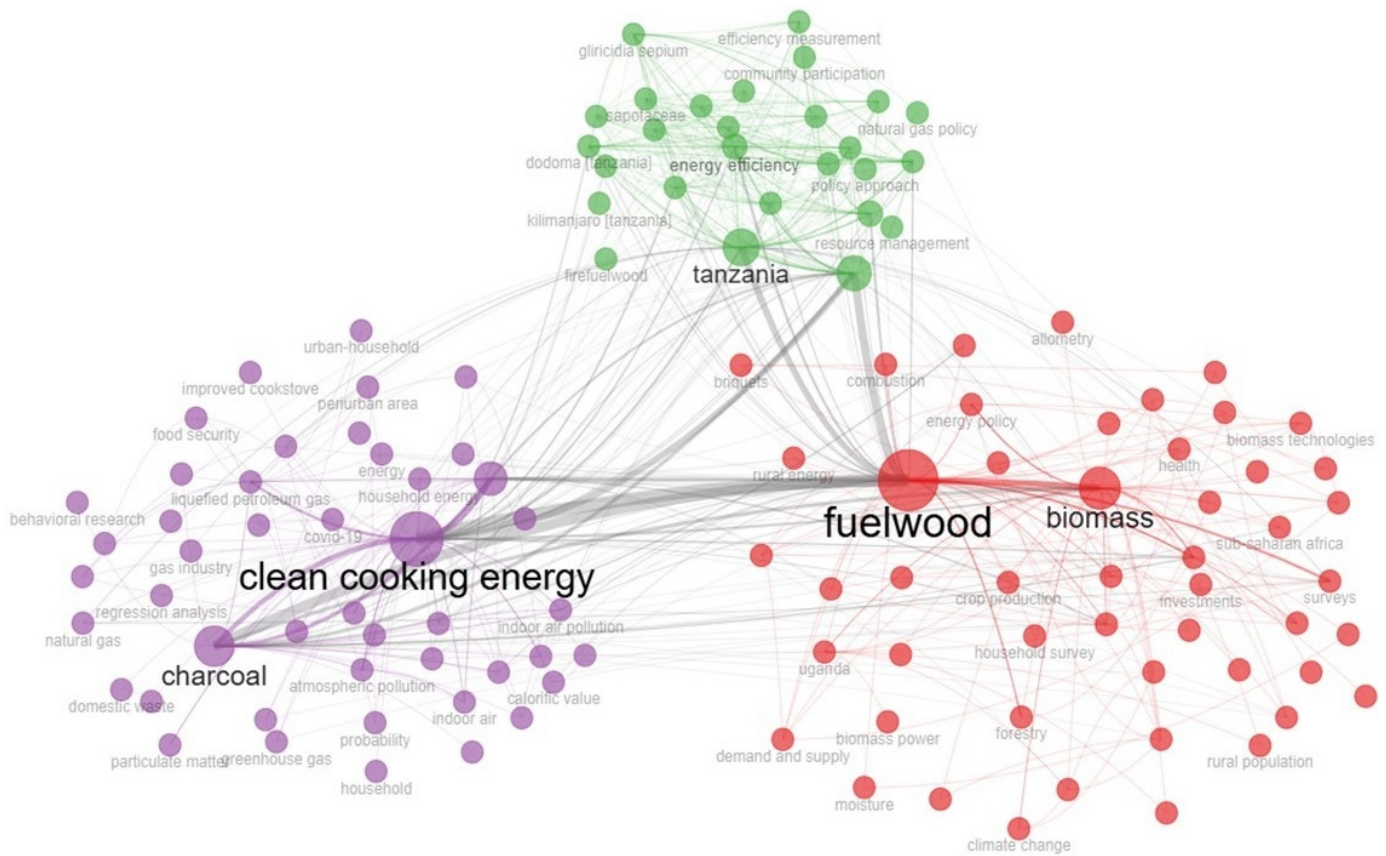 efficiency measurement
gliricidia sepium
community participation
sapotaceae
natural gas policy
dodoma [tanzania]
energy efficiency
policy approach
kilimanjaro [tanzania]
resource management
firefuelwood
tanzania
allometry
urban-household
briquets
combustion
improved cookstove
periurban area
energy policy
food security
biomass technologies
energy
health
rural energy
liquefied petroleum gas
household energy
behavioral research
fuelwood
biomass
covid-19
sub-saharan africa
gas industry
clean cooking energy
crop production
investments
surveys
regression analysis
indoor air pollution
natural gas
household survey
uganda
charcoal
atmospheric pollution
calorific value
domestic waste
indoor air
forestry
probability
biomass power
demand and supply
particulate matter
greenhouse gas
rural population
household
moisture
climate change